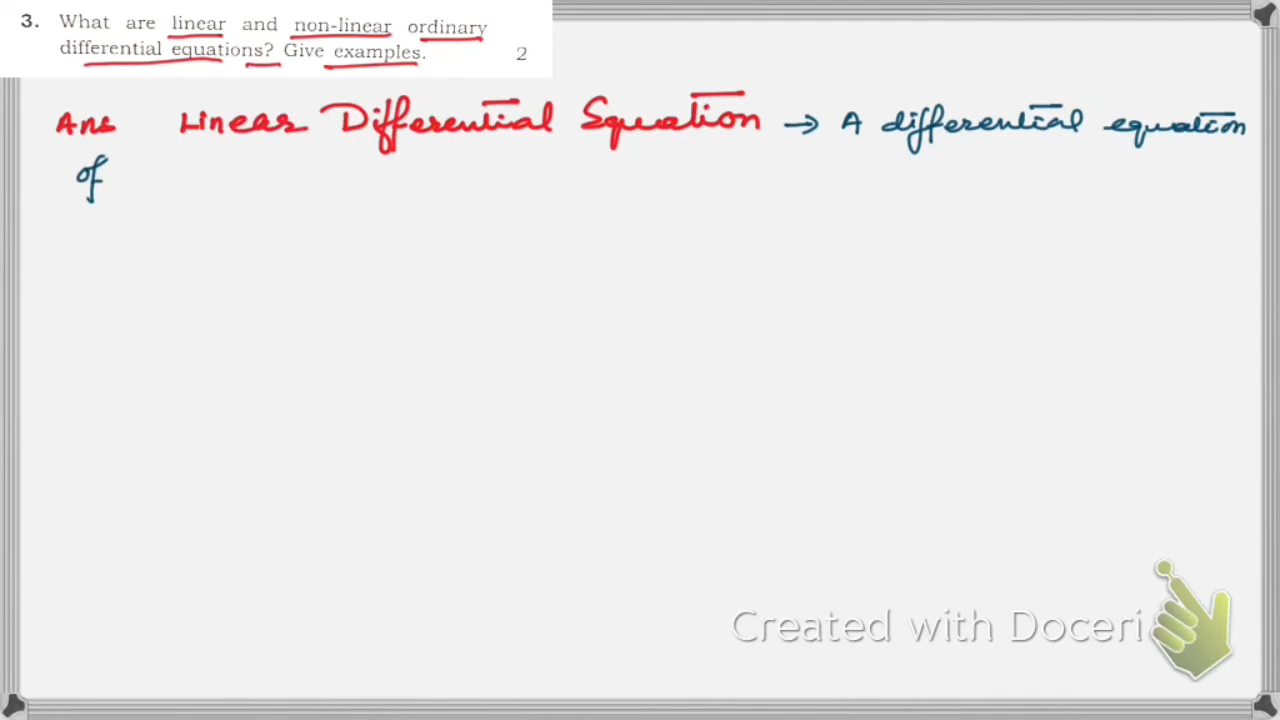 3. What are linear and non-linear ordinary
differential equations? Give examples. 2
Ans Linear Differential Equation → A differential equation
of
Created with Doceri